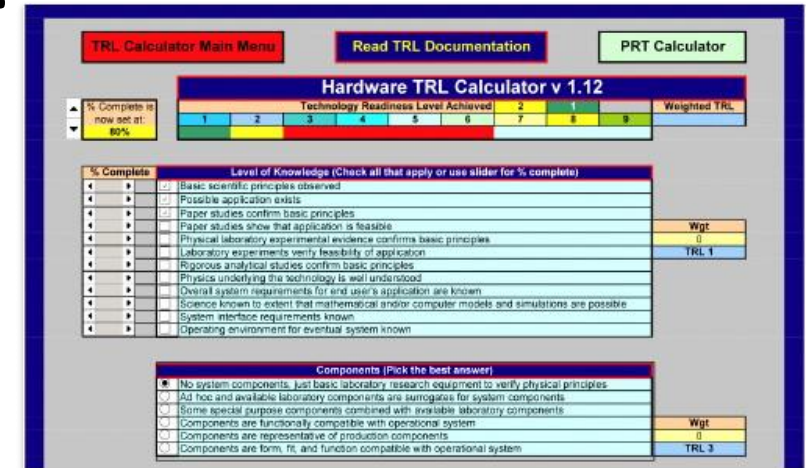 TRL Calculator Main Menu
Read TRL Documentation
PRT Calculator
Hardware TRL Calculator v 1.12
% Complete is now set at: 80%
Technology Readiness Level Achieved 2 1
Weighted TRL
1 2 3 4 5 6 7 8 9
% Complete
Level of Knowledge (Check all that apply or use slider for % complete)
Basic scientific principles observed
Possible application exists
Paper studies confirm basic principles
Paper studies show that application is feasible
Wgt
Physical laboratory experimental evidence confirms basic principles
0
Laboratory experiments verify feasibility of application
TRL 1
Rigorous analytical studies confirm basic principles
Physics underlying the technology is well understood
Overall system requirements for end user's application are known
Science known to extent that mathematical and/or computer models and simulations are possible
System interface requirements known
Operating environment for eventual system known
Components (Pick the best answer)
No system components, just basic laboratory research equipment to verify physical principles
Ad hoc and available laboratory components are surrogates for system components
Some special purpose components combined with available laboratory components
Components are functionally compatible with operational system
Wgt
Components are representative of production components
0
Components are form, fit, and function compatible with operational system
TRL 3